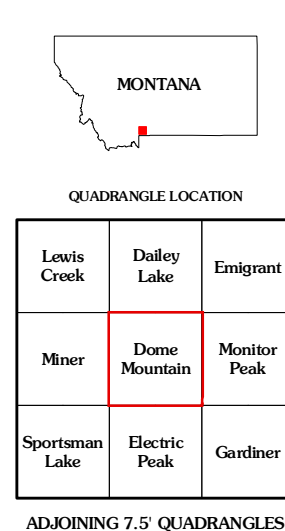 MONTANA
QUADRANGLE LOCATION
Lewis
Creek
Dailey
Lake
Emigrant
Miner
Dome
Mountain
Monitor
Peak
Sportsman
Lake
Electric
Peak
Gardiner
ADJOINING 7.5' QUADRANGLES